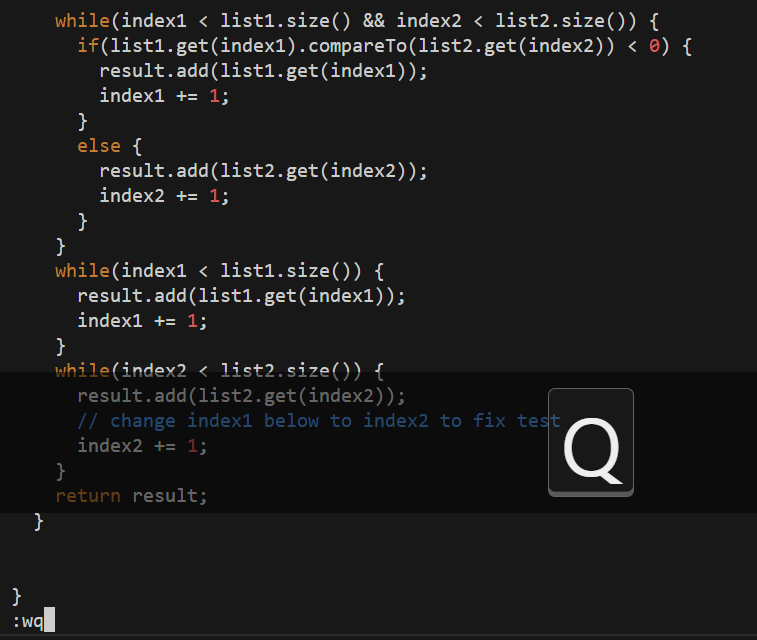 while(index1 < list1.size() && index2 < list2.size()) {
if(list1.get(index1).compareTo(list2.get(index2)) < 0) {
result.add(list1.get(index1));
index1 += 1;
}
else {
result.add(list2.get(index2));
index2 += 1;
}
}
while(index1 < list1.size()) {
result.add(list1.get(index1));
index1 += 1;
}
while(index2 < list2.size()) {
result.add(list2.get(index2));
// change index1 below to index2 to fix test
index2 += 1;
}
return result;
}
}
:wq
Q